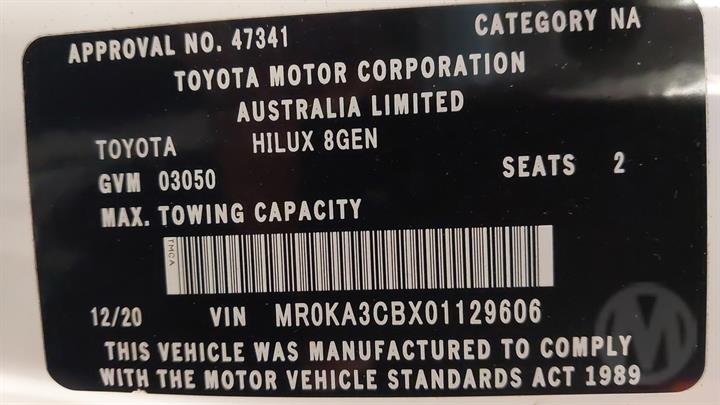 APPROVAL NO. 47341 CATEGORY NA
TOYOTA MOTOR CORPORATION
AUSTRALIA LIMITED
TOYOTA HILUX 8GEN
GVM 03050 SEATS 2
MAX. TOWING CAPACITY
TMCA
12/20 VIN MR0KA3CBX01129606
THIS VEHICLE WAS MANUFACTURED TO COMPLY
WITH THE MOTOR VEHICLE STANDARDS ACT 1989
M